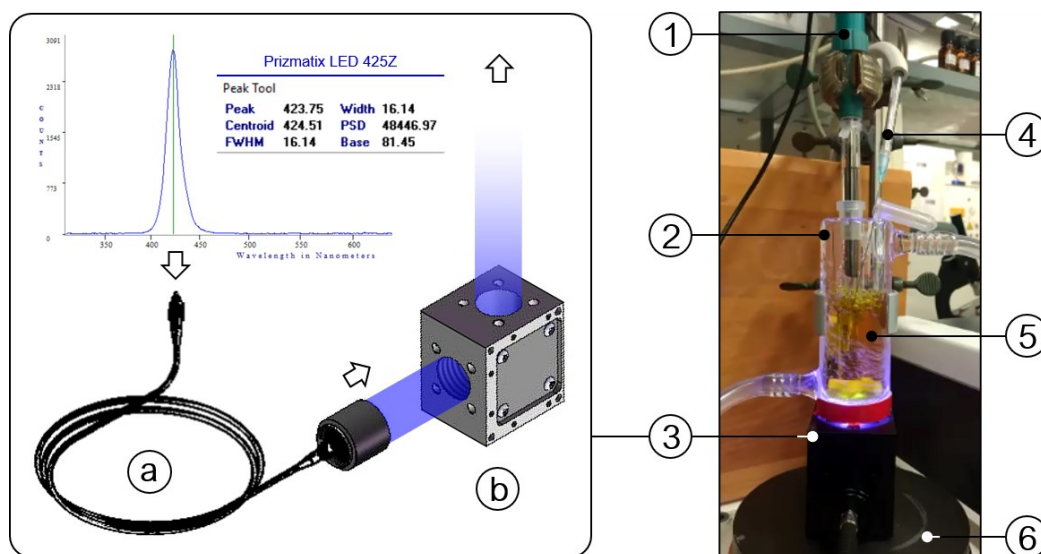 Prizmatix LED 425Z
Peak Tool
Peak 423.75 Width 16.14
Centroid 424.51 PSD 48446.97
FWHM 16.14 Base 81.45
3091
2318
1545
773
0
COUNTS
350 400 450 500 550 600
Wavelength in Nanometers
a
b
1
2
3
4
5
6